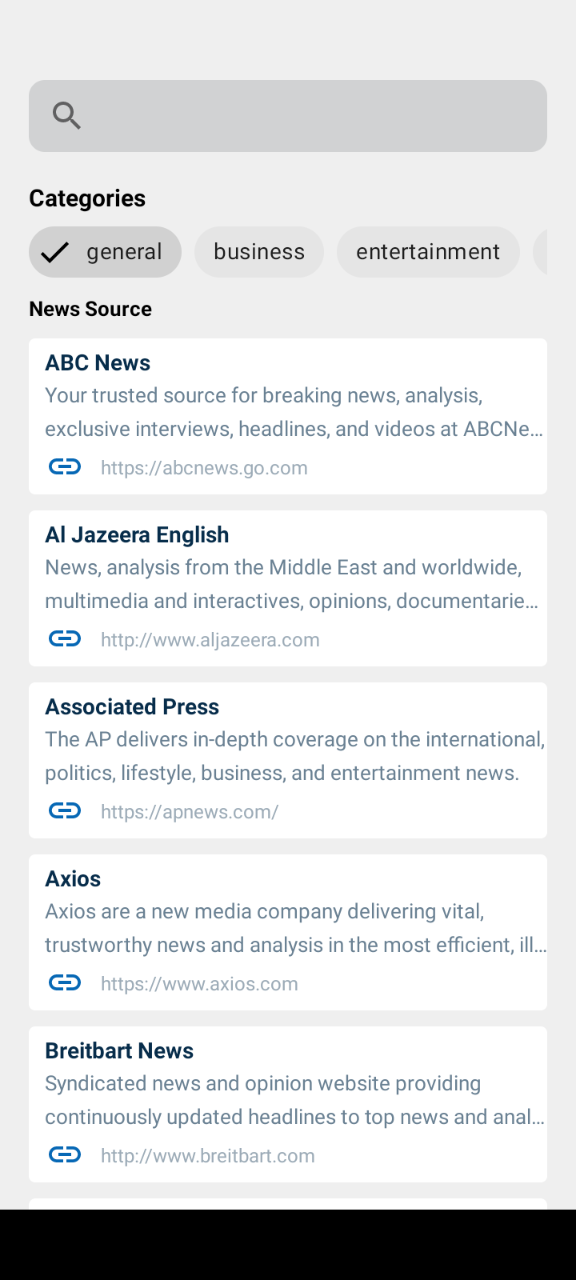 Categories
general
business
entertainment
News Source
ABC News
Your trusted source for breaking news, analysis,
exclusive interviews, headlines, and videos at ABCNe...
https://abcnews.go.com
Al Jazeera English
News, analysis from the Middle East and worldwide,
multimedia and interactives, opinions, documentarie...
http://www.aljazeera.com
Associated Press
The AP delivers in-depth coverage on the international,
politics, lifestyle, business, and entertainment news.
https://apnews.com/
Axios
Axios are a new media company delivering vital,
trustworthy news and analysis in the most efficient, ill...
https://www.axios.com
Breitbart News
Syndicated news and opinion website providing
continuously updated headlines to top news and anal...
http://www.breitbart.com